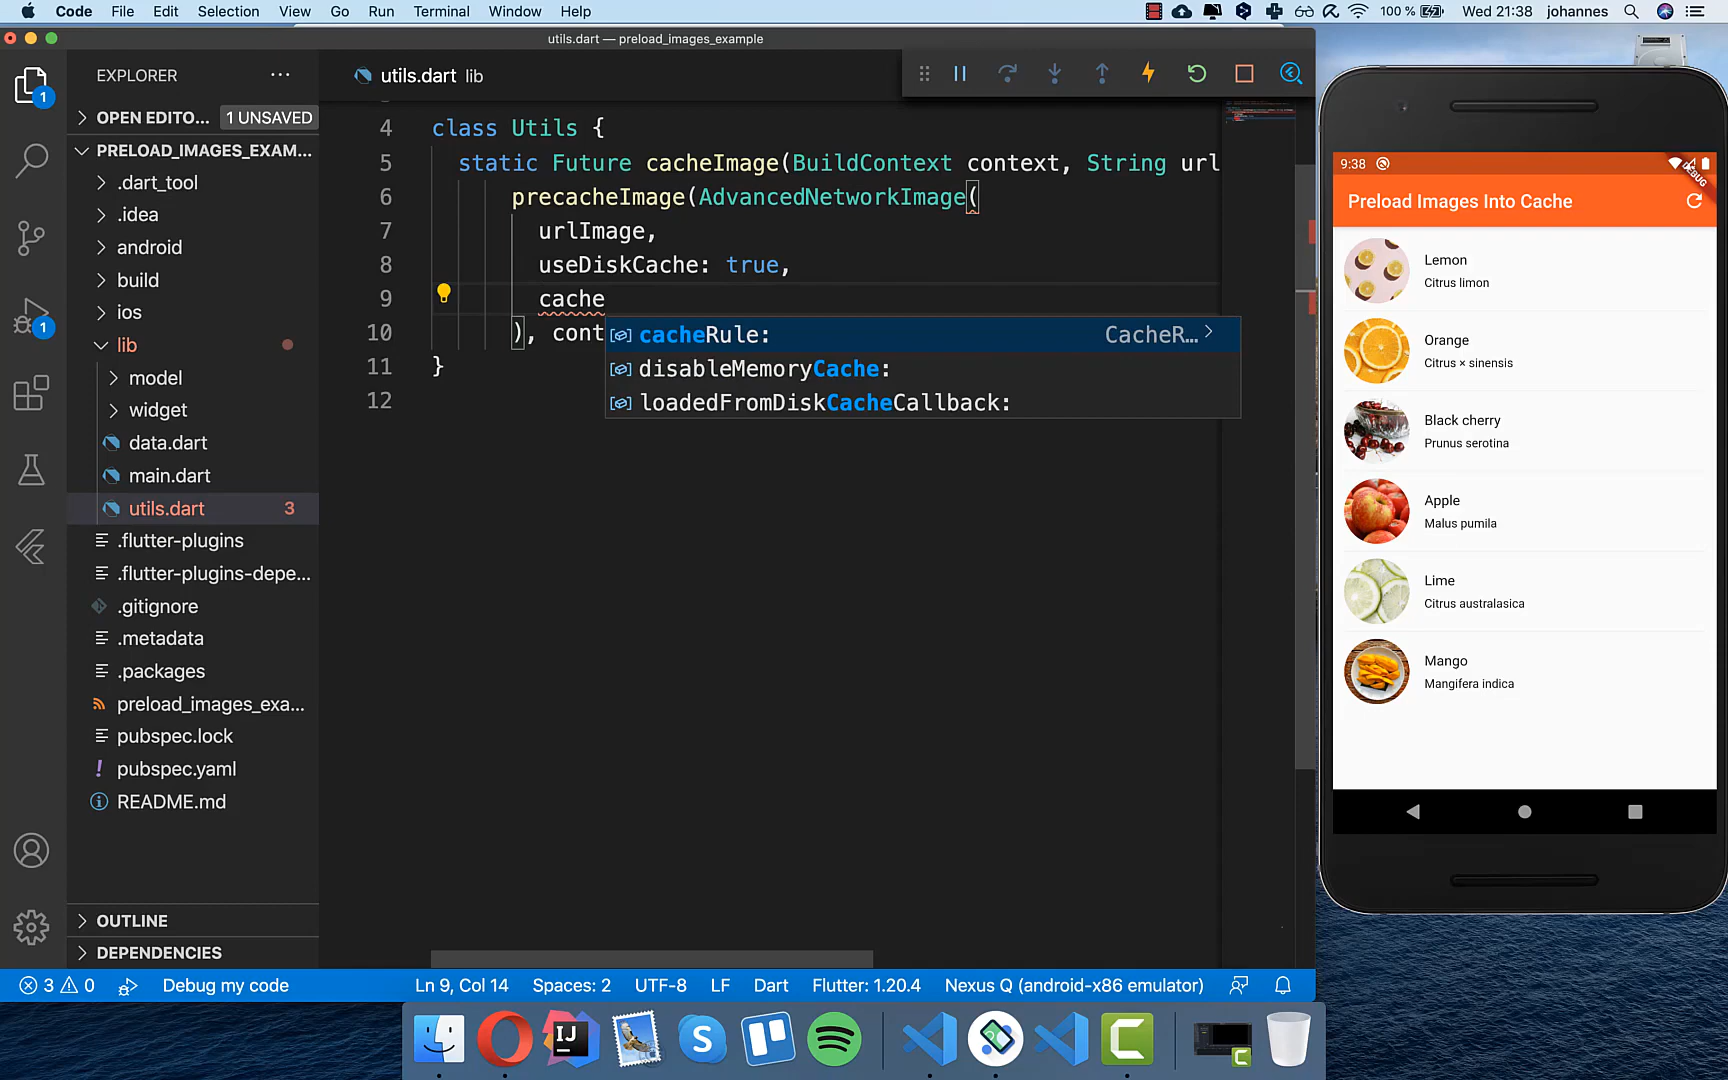 Code File Edit Selection View Go Run Terminal Window Help
100 % Wed 21:38 johannes
utils.dart — preload_images_example
EXPLORER
utils.dart lib
OPEN EDITO... 1 UNSAVED
PRELOAD_IMAGES_EXAM...
.dart_tool
.idea
android
build
ios
lib
model
widget
data.dart
main.dart
utils.dart 3
.flutter-plugins
.flutter-plugins-depe...
.gitignore
.metadata
.packages
preload_images_exa...
pubspec.lock
pubspec.yaml
README.md
OUTLINE
DEPENDENCIES
1
1
4 class Utils {
5 static Future cacheImage(BuildContext context, String url
6 precacheImage(AdvancedNetworkImage(
7 urlImage,
8 useDiskCache: true,
9 cache
10 ), cont
11 }
12
cacheRule: CacheR...
disableMemoryCache:
loadedFromDiskCacheCallback:
9:38
DEBUG
Preload Images Into Cache
Lemon
Citrus limon
Orange
Citrus × sinensis
Black cherry
Prunus serotina
Apple
Malus pumila
Lime
Citrus australasica
Mango
Mangifera indica
3 0 Debug my code Ln 9, Col 14 Spaces: 2 UTF-8 LF Dart Flutter: 1.20.4 Nexus Q (android-x86 emulator)
IJ
S
C